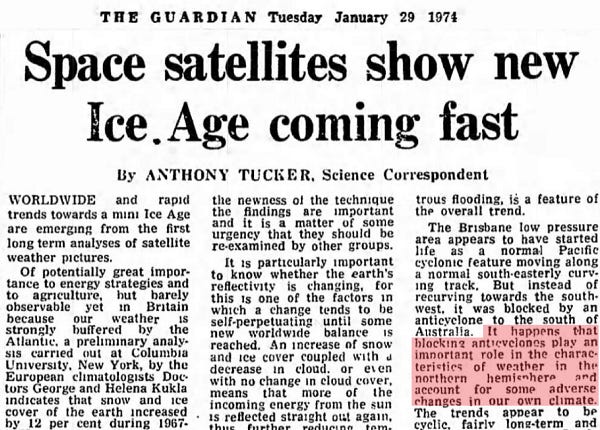 THE GUARDIAN Tuesday January 29 1974
Space satellites show new
Ice Age coming fast
By ANTHONY TUCKER, Science Correspondent
WORLDWIDE and rapid
trends towards a mini Ice Age
are emerging from the first
long term analyses of satellite
weather pictures.
Of potentially great impor-
tance to energy strategies and
to agriculture, but barely
observable yet in Britain
because our weather is
strongly buffered by the
Atlantic, a preliminary analy-
sis carried out at Columbia
University, New York, by the
European climatologists Doc-
tors George and Helena Kukla
indicates that snow and ice
cover of the earth increased
by 12 per cent during 1967-
the newness of the technique
the findings are important
and it is a matter of some
urgency that they should be
re-examined by other groups.
It is particularly important
to know whether the earth's
reflectivity is changing, for
this is one of the factors in
which a change tends to be
self-perpetuating until some
new worldwide balance is
reached. An increase of snow
and ice cover coupled with a
decrease in cloud, or even
with no change in cloud cover,
means that more of the
incoming energy from the sun
is reflected straight out again,
thus further reducing tem-
trous flooding, is a feature of
the overall trend.
The Brisbane low pressure
area appears to have started
life as a normal Pacific
cyclonic feature moving along
a normal south-easterly curv-
ing track. But instead of
recurving towards the south-
west, it was blocked by an
anticyclone to the south of
Australia. It happens that
blocking anticyclones play an
important role in the charac-
teristics of weather in the
northern hemisphere and
account for some adverse
changes in our own climate.
The trends appear to be
cyclic, fairly long-term, and